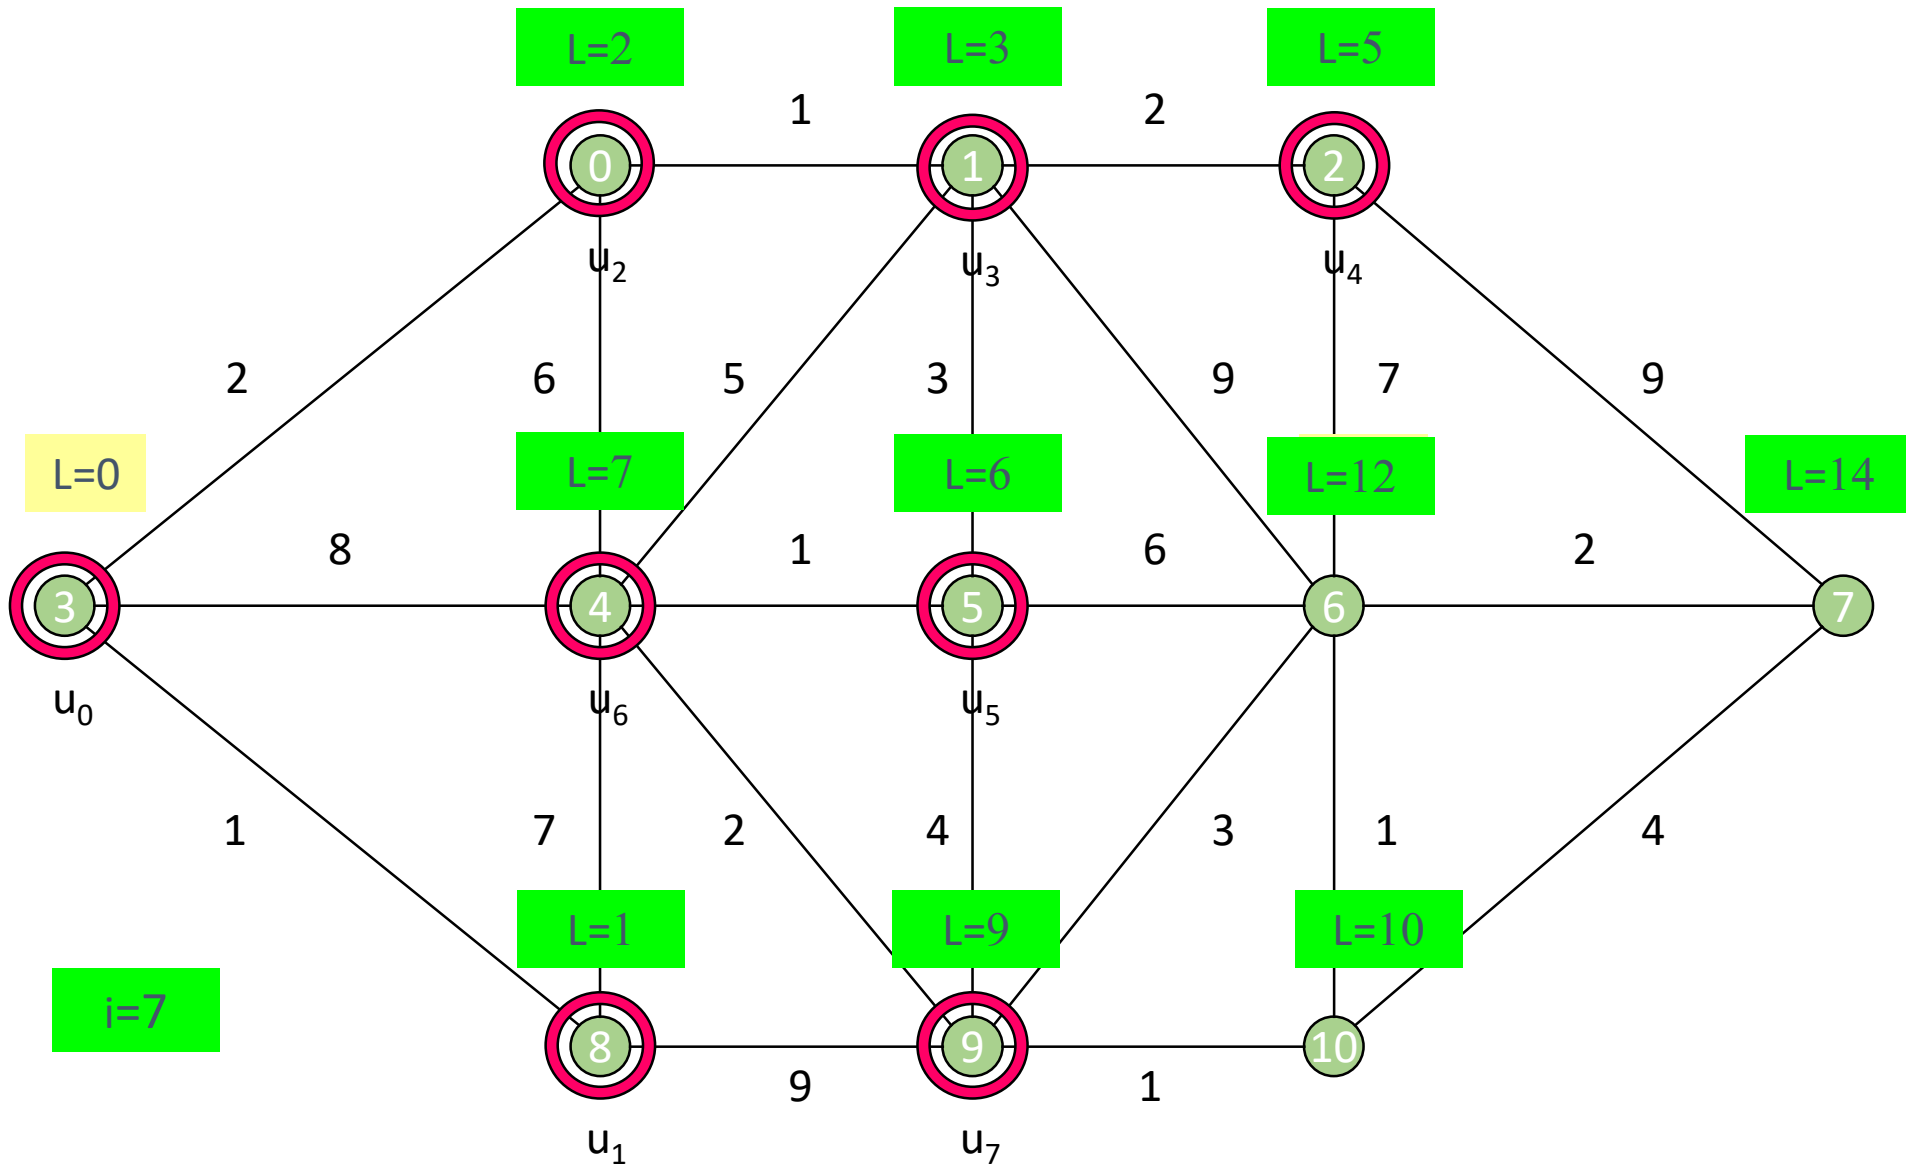 L=2 L=3 L=5
1 2
0 1 2
u2 u3 u4
2 6 5 3 9 7 9
L=0 L=7 L=6 L=12 L=14
8 1 6 2
3 4 5 6 7
u0 u6 u5
1 7 2 4 3 1 4
L=1 L=9 L=10
i=7
8 9 10
9 1
u1 u7